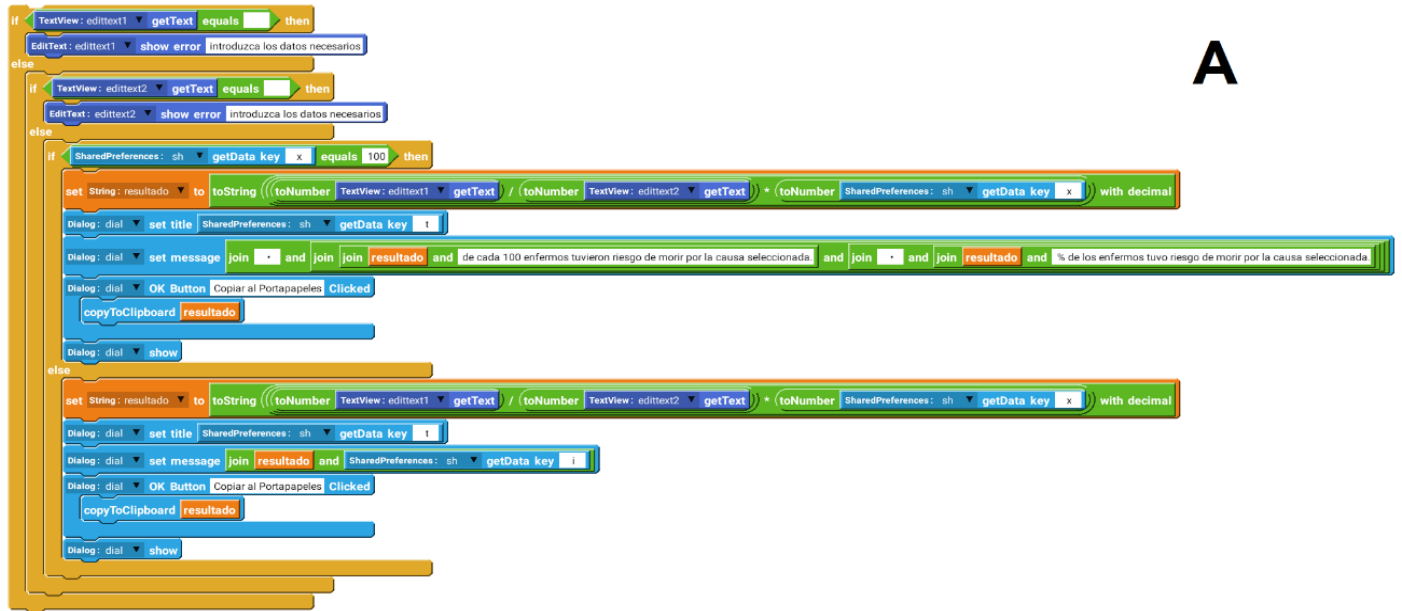 if TextView: edittext1 getText equals then
EditText: edittext1 show error introduzca los datos necesarios
A
else
if TextView: edittext2 getText equals then
EditText: edittext2 show error introduzca los datos necesarios
else
if SharedPreferences: sh getData key x equals 100 then
set String: resultado to toString (((toNumber TextView: edittext1 getText) / (toNumber TextView: edittext2 getText)) * (toNumber SharedPreferences: sh getData key x)) with decimal
Dialog: dial set title SharedPreferences: sh getData key t
Dialog: dial set message join · and join join resultado and de cada 100 enfermos tuvieron riesgo de morir por la causa seleccionada. and join · and join resultado and % de los enfermos tuvo riesgo de morir por la causa seleccionada.
Dialog: dial OK Button Copiar al Portapapeles Clicked
copyToClipboard resultado
Dialog: dial show
else
set String: resultado to toString (((toNumber TextView: edittext1 getText) / (toNumber TextView: edittext2 getText)) * (toNumber SharedPreferences: sh getData key x)) with decimal
Dialog: dial set title SharedPreferences: sh getData key t
Dialog: dial set message join resultado and SharedPreferences: sh getData key i
Dialog: dial OK Button Copiar al Portapapeles Clicked
copyToClipboard resultado
Dialog: dial show